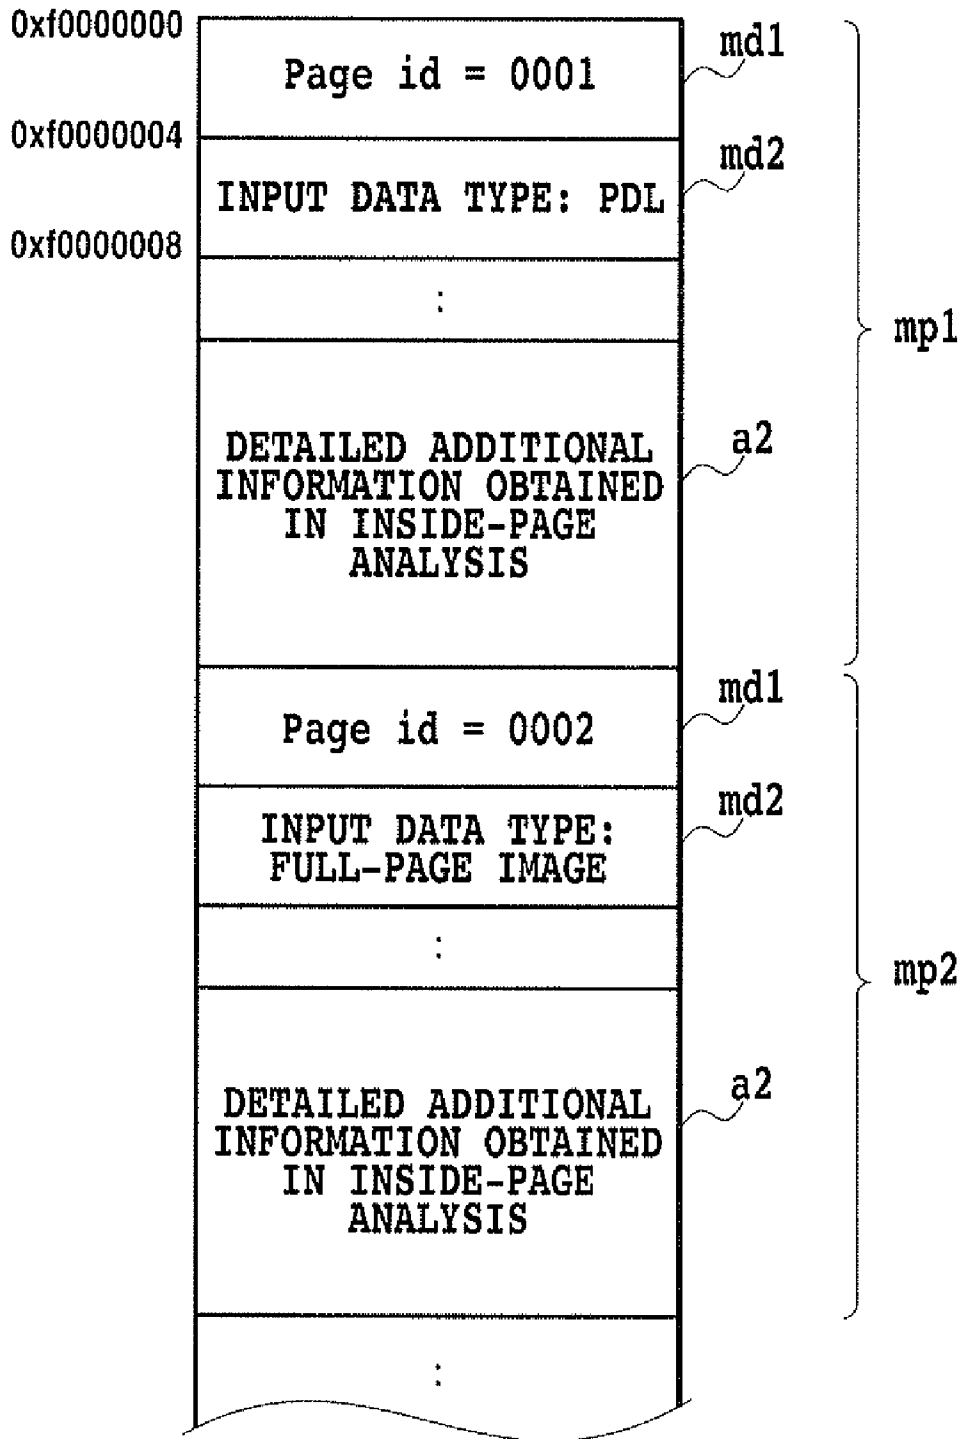 0xf0000000
md1
Page id = 0001
0xf0000004
md2
INPUT DATA TYPE: PDL
0xf0000008
:
mp1
a2
DETAILED ADDITIONAL
INFORMATION OBTAINED
IN INSIDE-PAGE
ANALYSIS
md1
Page id = 0002
md2
INPUT DATA TYPE:
FULL-PAGE IMAGE
:
mp2
a2
DETAILED ADDITIONAL
INFORMATION OBTAINED
IN INSIDE-PAGE
ANALYSIS
: